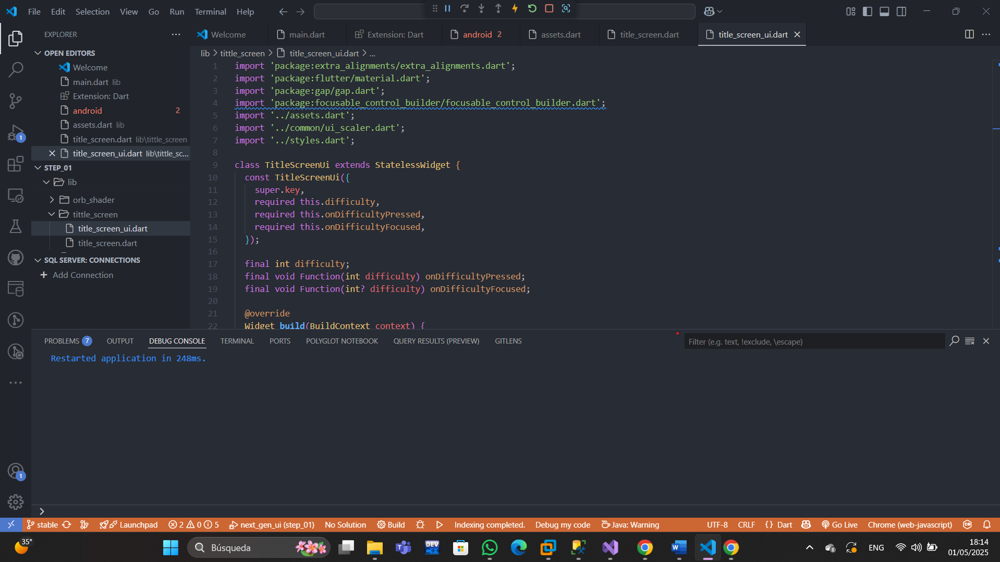 File Edit Selection View Go Run Terminal Help
EXPLORER
Welcome main.dart Extension: Dart android 2 assets.dart title_screen.dart title_screen_ui.dart
OPEN EDITORS
Welcome
main.dart lib
Extension: Dart
android 2
assets.dart lib
title_screen.dart lib\tittle_screen
title_screen_ui.dart lib\tittle_sc...
STEP_01
lib
orb_shader
tittle_screen
title_screen_ui.dart
title_screen.dart
SQL SERVER: CONNECTIONS
Add Connection
1
1
lib > tittle_screen > title_screen_ui.dart > ...
1 import 'package:extra_alignments/extra_alignments.dart';
2 import 'package:flutter/material.dart';
3 import 'package:gap/gap.dart';
4 import 'package:focusable_control_builder/focusable_control_builder.dart';
5 import '../assets.dart';
6 import '../common/ui_scaler.dart';
7 import '../styles.dart';
8
9 class TitleScreenUi extends StatelessWidget {
10 const TitleScreenUi({
11 super.key,
12 required this.difficulty,
13 required this.onDifficultyPressed,
14 required this.onDifficultyFocused,
15 });
16
17 final int difficulty;
18 final void Function(int difficulty) onDifficultyPressed;
19 final void Function(int? difficulty) onDifficultyFocused;
20
21 @override
22 Widget build(BuildContext context) {
PROBLEMS 7 OUTPUT DEBUG CONSOLE TERMINAL PORTS POLYGLOT NOTEBOOK QUERY RESULTS (PREVIEW) GITLENS Filter (e.g. text, !exclude, \escape)
Restarted application in 248ms.
stable Launchpad 2 0 5 next_gen_ui (step_01) No Solution Build Indexing completed. Debug my code Java: Warning UTF-8 CRLF {} Dart Go Live Chrome (web-javascript)
35° Búsqueda DEV C++ ENG 18:14
01/05/2025